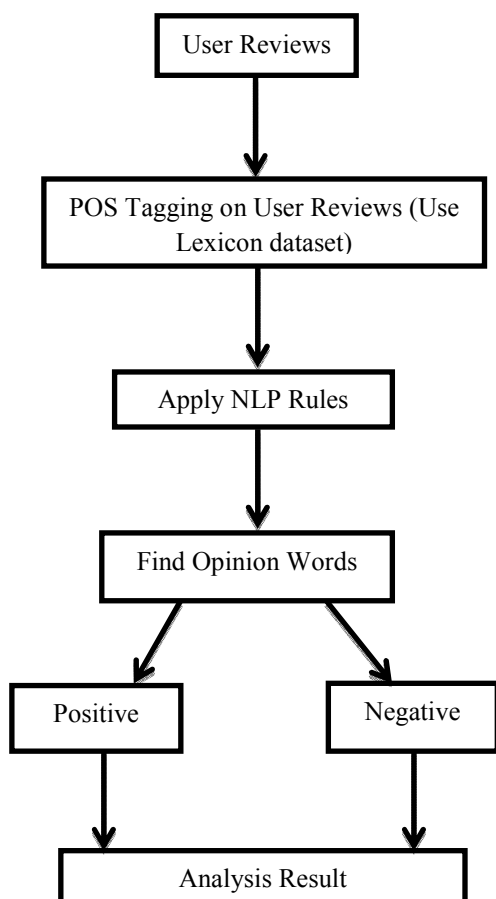 User Reviews
POS Tagging on User Reviews (Use
Lexicon dataset)
Apply NLP Rules
Find Opinion Words
Positive
Negative
Analysis Result